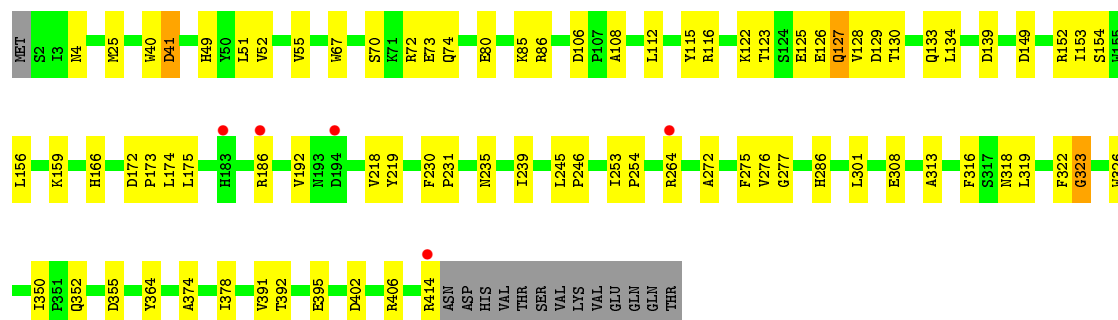 MET S2 I3 N4 M25 W40 D41 H49 Y50 L51 V52 V55 W67 S70 K71 R72 E73 Q74 E80 K85 R86 D106 P107 A108 L112 Y115 R116 K122 T123 S124 E125 E126 Q127 V128 D129 T130 Q133 L134 D139 D149 R152 I153 S154 W155
L156 K159 H166 D172 P173 L174 L175 H183 R186 V192 N193 D194 V218 Y219 F230 P231 N235 I239 L245 P246 I253 P254 R264 A272 F275 V276 G277 H286 L301 E308 A313 F316 S317 N318 L319 F322 G323 W326
I350 P351 Q352 D355 Y364 A374 I378 V391 T392 E395 D402 R406 R414 ASN ASP HIS VAL THR SER VAL LYS VAL GLU GLN GLN THR